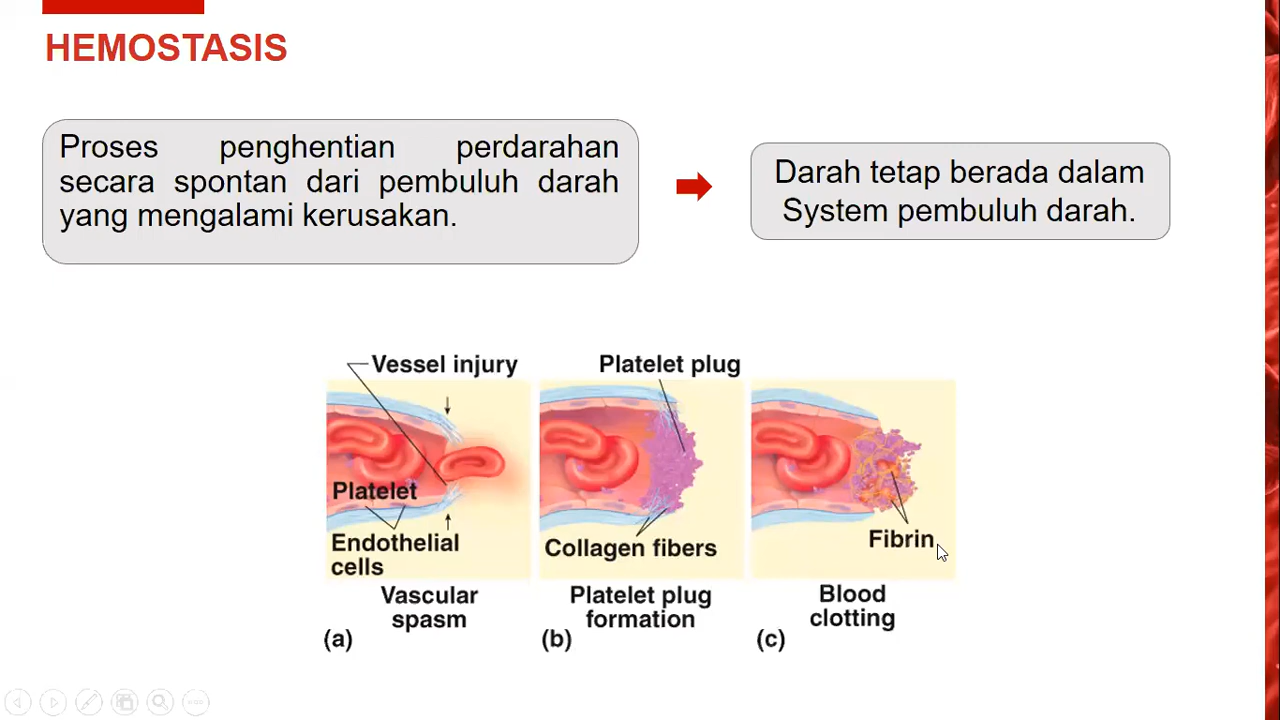 HEMOSTASIS
Proses penghentian perdarahan
secara spontan dari pembuluh darah
yang mengalami kerusakan.
Darah tetap berada dalam
System pembuluh darah.
Vessel injury
Platelet
Endothelial
cells
Vascular
spasm
(a)
Platelet plug
Collagen fibers
Platelet plug
formation
(b)
Fibrin
Blood
clotting
(c)